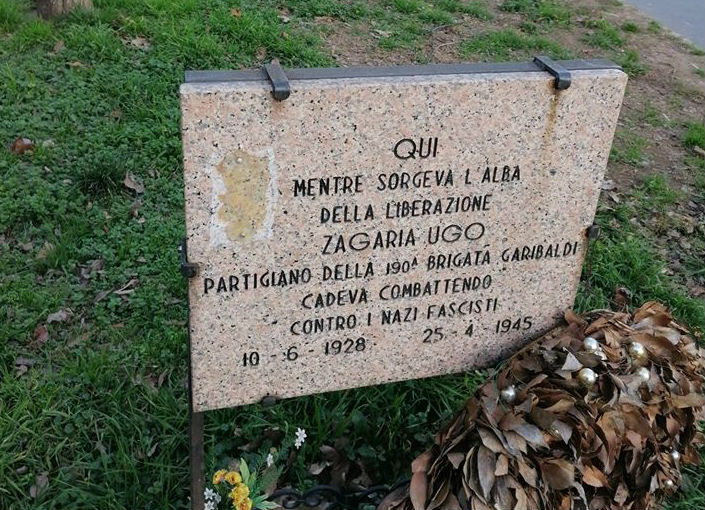 QUI
MENTRE SORGEVA L'ALBA
DELLA LIBERAZIONE
ZAGARIA UGO
PARTIGIANO DELLA 190ᴬ BRIGATA GARIBALDI
CADEVA COMBATTENDO
CONTRO I NAZI FASCISTI
10-6-1928 25-4-1945